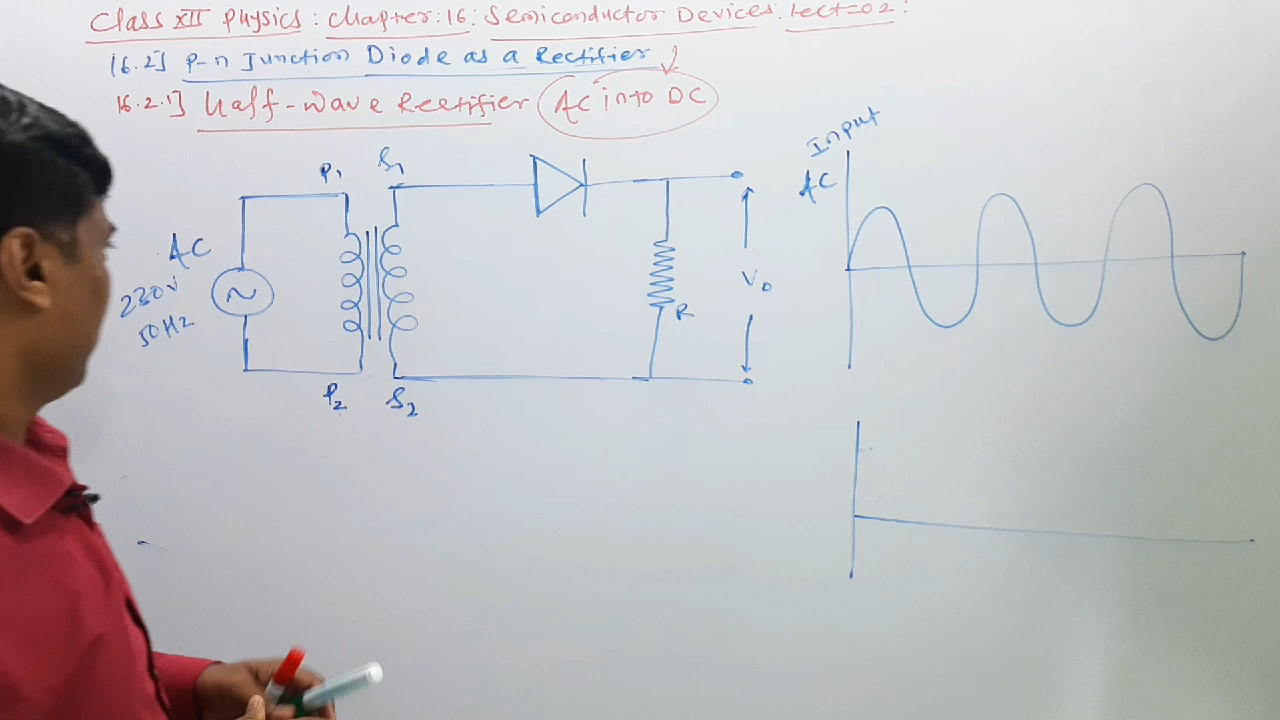 Class XII Physics: Chapter:16: Semiconductor Devices: Lect=02:
16.2] P-n Junction Diode as a Rectifier
16.2.1] Half-Wave Rectifier (AC into DC)
Input
AC
P1
S1
AC
230V
50Hz
V0
R
P2
S2